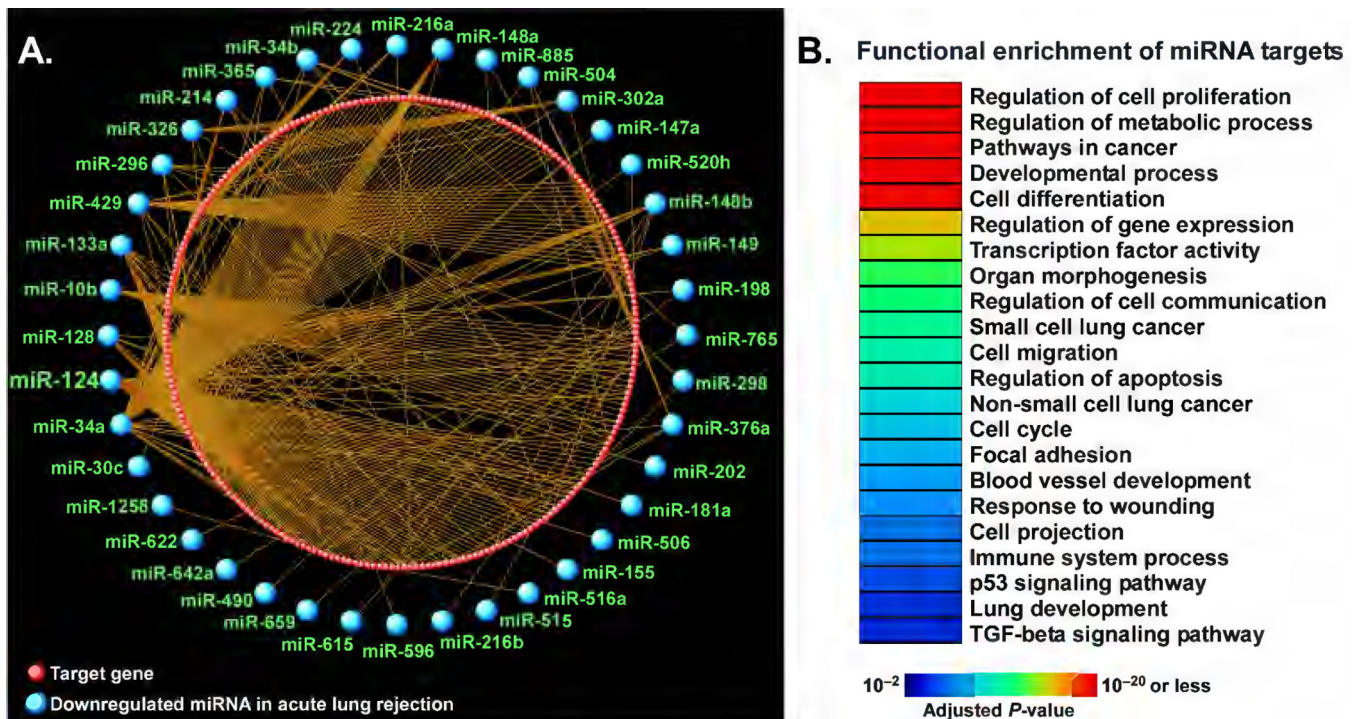 A.
miR-216a
miR-148a
miR-885
miR-504
miR-302a
miR-147a
miR-520h
miR-148b
miR-149
miR-198
miR-765
miR-298
miR-376a
miR-202
miR-181a
miR-506
miR-155
miR-516a
miR-515
miR-216b
miR-596
miR-615
miR-659
miR-490
miR-642a
miR-622
miR-1258
miR-30c
miR-34a
miR-124
miR-128
miR-10b
miR-133a
miR-429
miR-296
miR-326
miR-214
miR-365
miR-34b
miR-224
Target gene
Downregulated miRNA in acute lung rejection
B. Functional enrichment of miRNA targets
Regulation of cell proliferation
Regulation of metabolic process
Pathways in cancer
Developmental process
Cell differentiation
Regulation of gene expression
Transcription factor activity
Organ morphogenesis
Regulation of cell communication
Small cell lung cancer
Cell migration
Regulation of apoptosis
Non-small cell lung cancer
Cell cycle
Focal adhesion
Blood vessel development
Response to wounding
Cell projection
Immune system process
p53 signaling pathway
Lung development
TGF-beta signaling pathway
10⁻² 10⁻²⁰ or less
Adjusted P-value